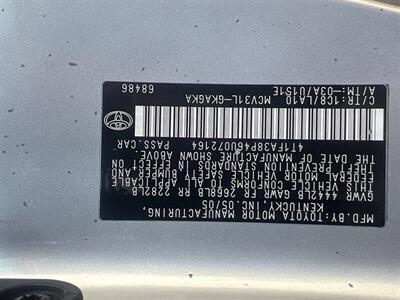 MFD.BY:TOYOTA MOTOR MANUFACTURING
KENTUCKY, INC. 05/05
GVWR 4442LB GAWR FR 2668LB RR 2282LB
THIS VEHICLE CONFORMS TO ALL APPLICABLE
FEDERAL MOTOR VEHICLE SAFETY, BUMPER, AND
THEFT PREVENTION STANDARDS IN EFFECT ON
THE DATE OF MANUFACTURE SHOWN ABOVE.
4T1FA38P46U072164 PASS.CAR
MCV31L-GKAGKA
C/TR:1C8/LA10
A/TM:-03A/U151E
68486